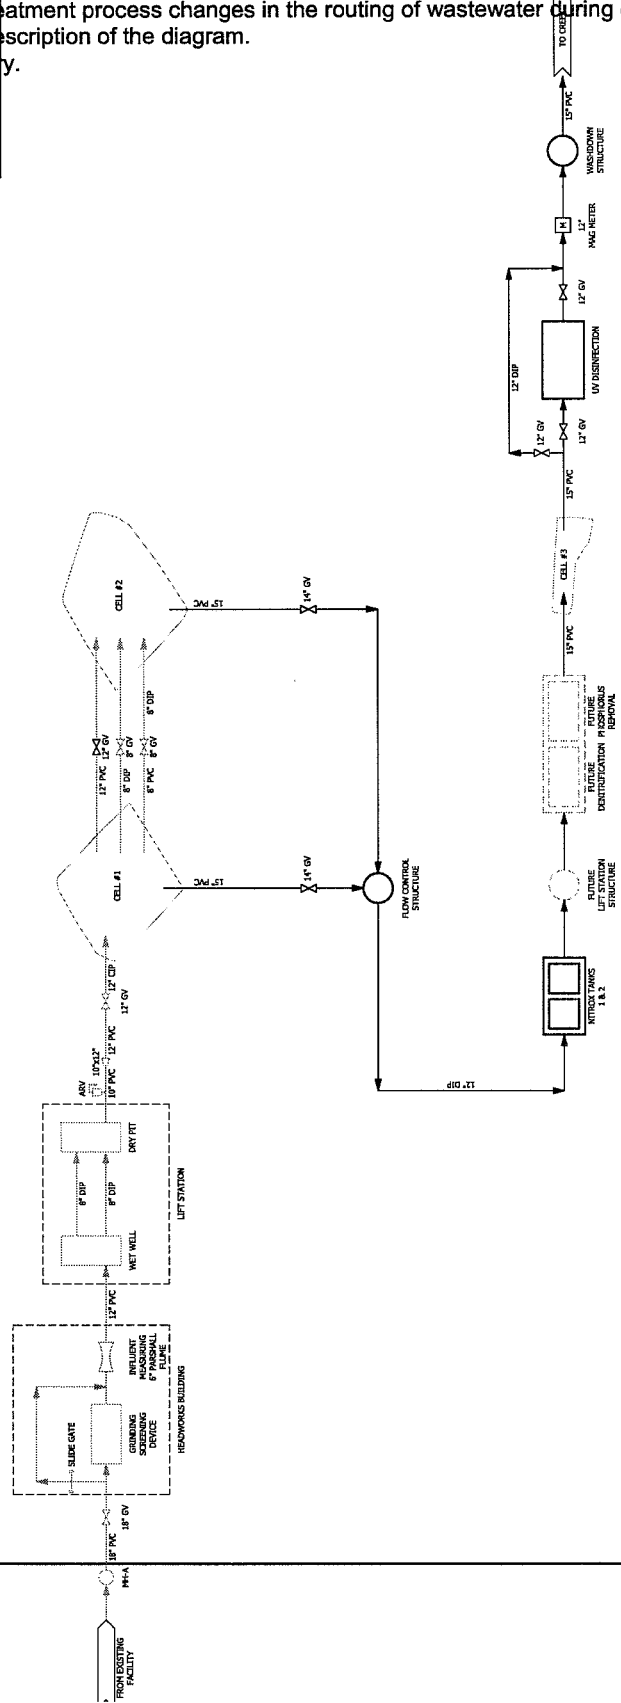 eatment process changes in the routing of wastewater during
escription of the diagram.
y.
FROM EXISTING
FACILITY
MH-A
18" PVC
18" GV
SLIDE GATE
GRINDING
SCREENING
DEVICE
INFLUENT
MEASURING
6" PARSHALL
FLUME
HEADWORKS BUILDING
12" PVC
WET WELL
8" DIP
8" DIP
DRY PIT
LIFT STATION
ARV
10" PVC
10"x12"
12" PVC
12" GV
12" CIP
CELL #1
12" PVC
12" GV
8" DIP
8" GV
8" PVC
8" GV
8" DIP
CELL #2
15" PVC
14" GV
15" PVC
14" GV
FLOW CONTROL
STRUCTURE
12" DIP
NITROX TANKS
1 & 2
FUTURE
LIFT STATION
STRUCTURE
FUTURE
DENITRIFICATION
FUTURE
PHOSPHORUS
REMOVAL
15" PVC
CELL #3
15" PVC
12" GV
12" GV
12" DIP
UV DISINFECTION
12" GV
M
12"
MAG METER
WASHDOWN
STRUCTURE
15" PVC
TO